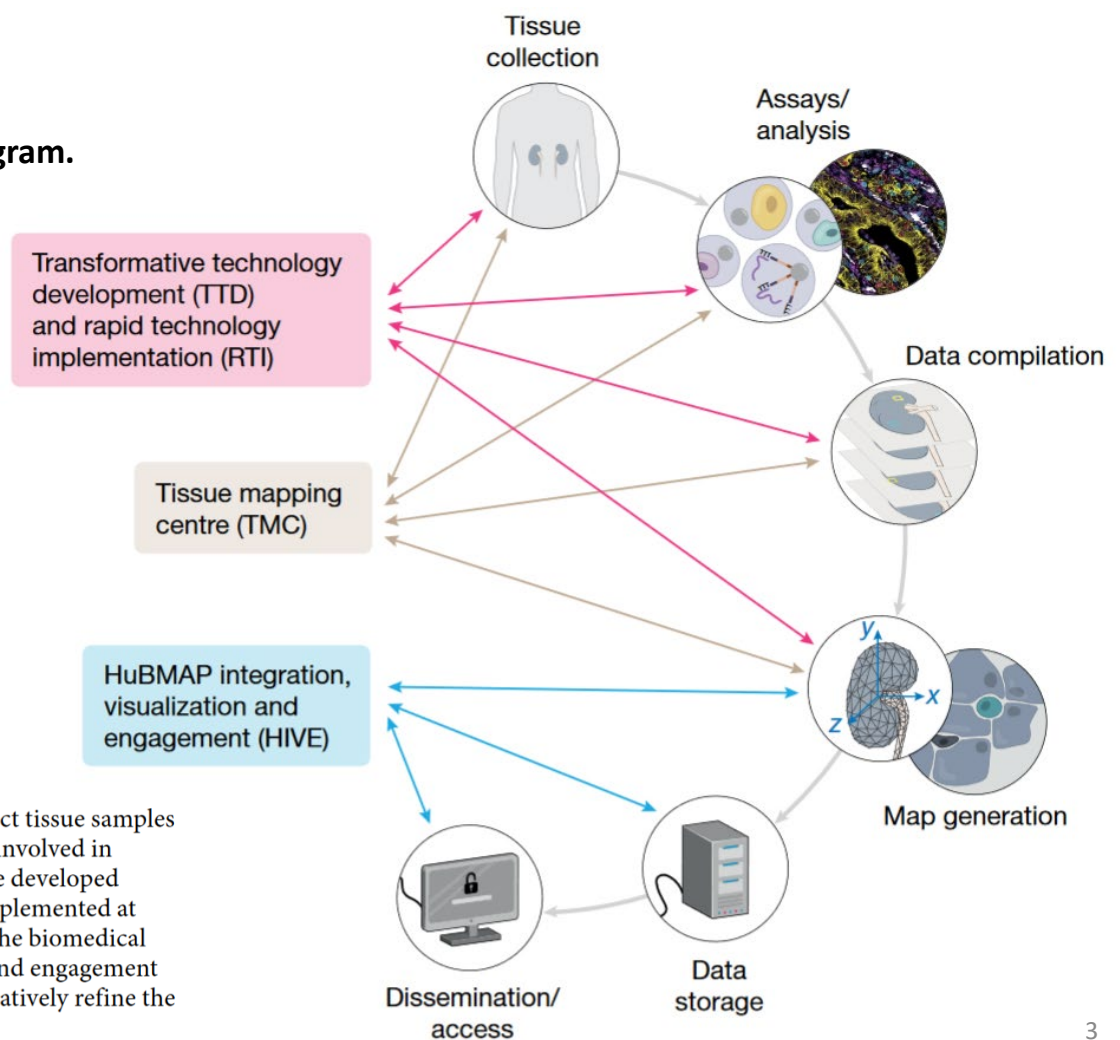 Tissue
collection
Assays/
analysis
gram.
Transformative technology
development (TTD)
and rapid technology
implementation (RTI)
Data compilation
Tissue mapping
centre (TMC)
y
x
z
HuBMAP integration,
visualization and
engagement (HIVE)
Map generation
ct tissue samples
involved in
e developed
plemented at
he biomedical
nd engagement
atively refine the
Data
storage
Dissemination/
access
3